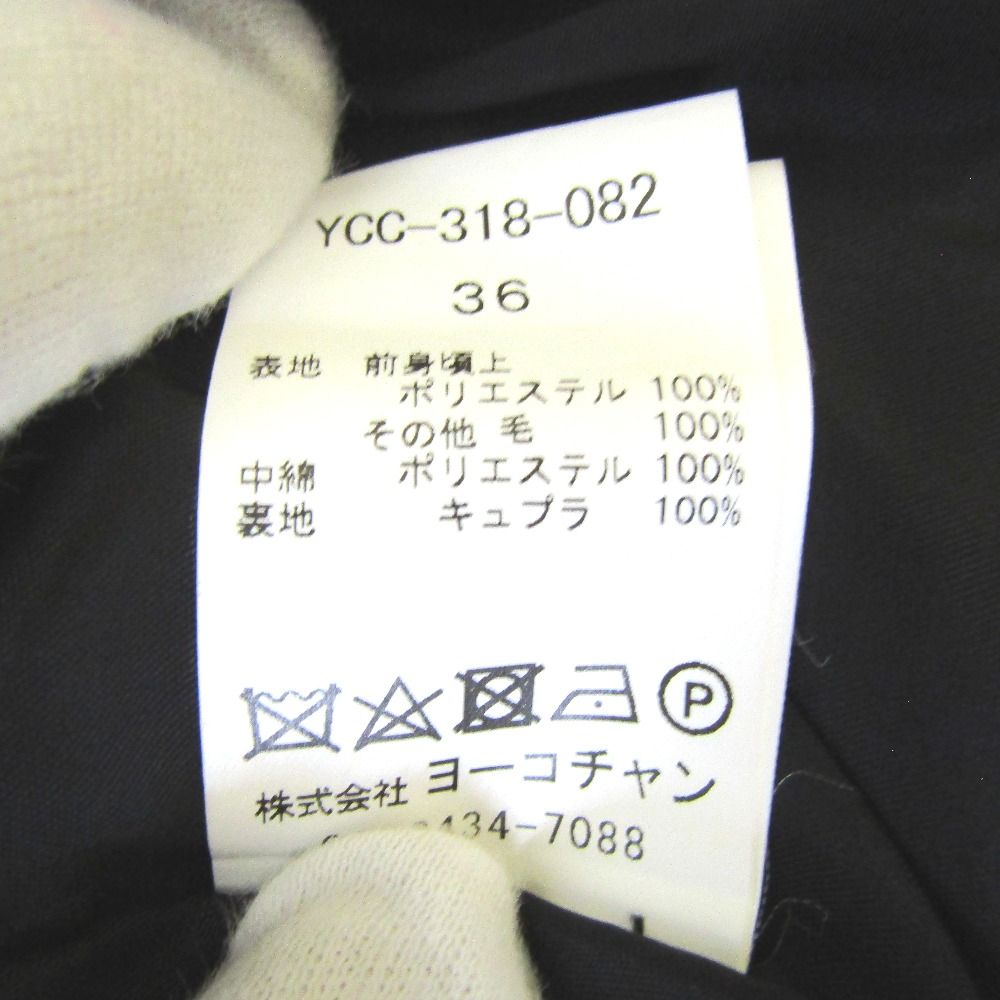 YCC-318-082
36
表地 前身頃上
ポリエステル 100%
その他 毛 100%
中綿 ポリエステル 100%
裏地 キュプラ 100%
P
株式会社 ヨーコチャン
434-7088